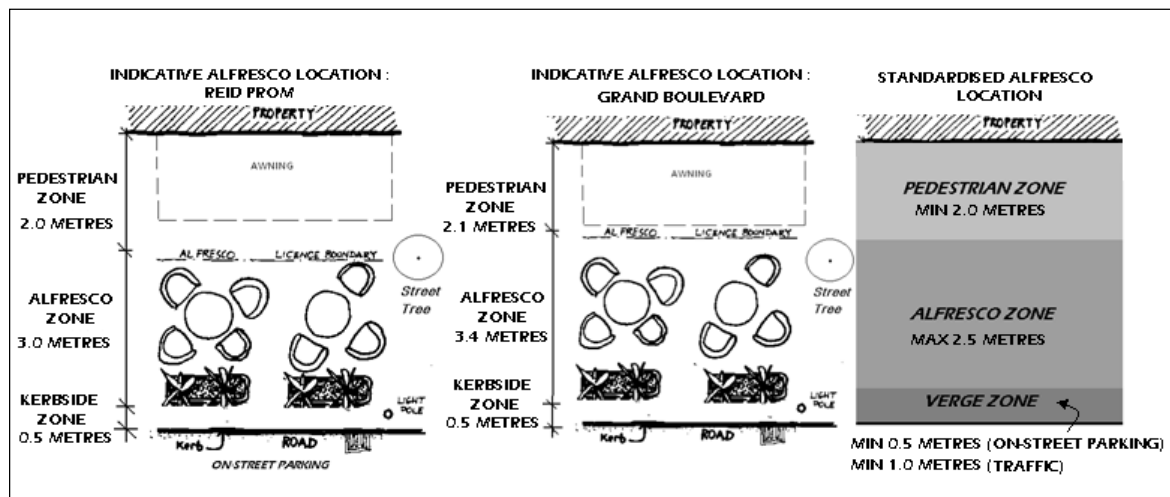 INDICATIVE ALFRESCO LOCATION :
REID PROM
PROPERTY
AWNING
PEDESTRIAN
ZONE
2.0 METRES
ALFRESCO LICENCE BOUNDARY
Street
Tree
ALFRESCO
ZONE
3.0 METRES
KERBSIDE
ZONE
0.5 METRES
LIGHT
POLE
Kerb
ROAD
ON-STREET PARKING
INDICATIVE ALFRESCO LOCATION :
GRAND BOULEVARD
PROPERTY
AWNING
PEDESTRIAN
ZONE
2.1 METRES
ALFRESCO LICENCE BOUNDARY
Street
Tree
ALFRESCO
ZONE
3.4 METRES
KERBSIDE
ZONE
0.5 METRES
LIGHT
POLE
Kerb
ROAD
STANDARDISED ALFRESCO
LOCATION
PROPERTY
PEDESTRIAN ZONE
MIN 2.0 METRES
ALFRESCO ZONE
MAX 2.5 METRES
VERGE ZONE
MIN 0.5 METRES (ON-STREET PARKING)
MIN 1.0 METRES (TRAFFIC)